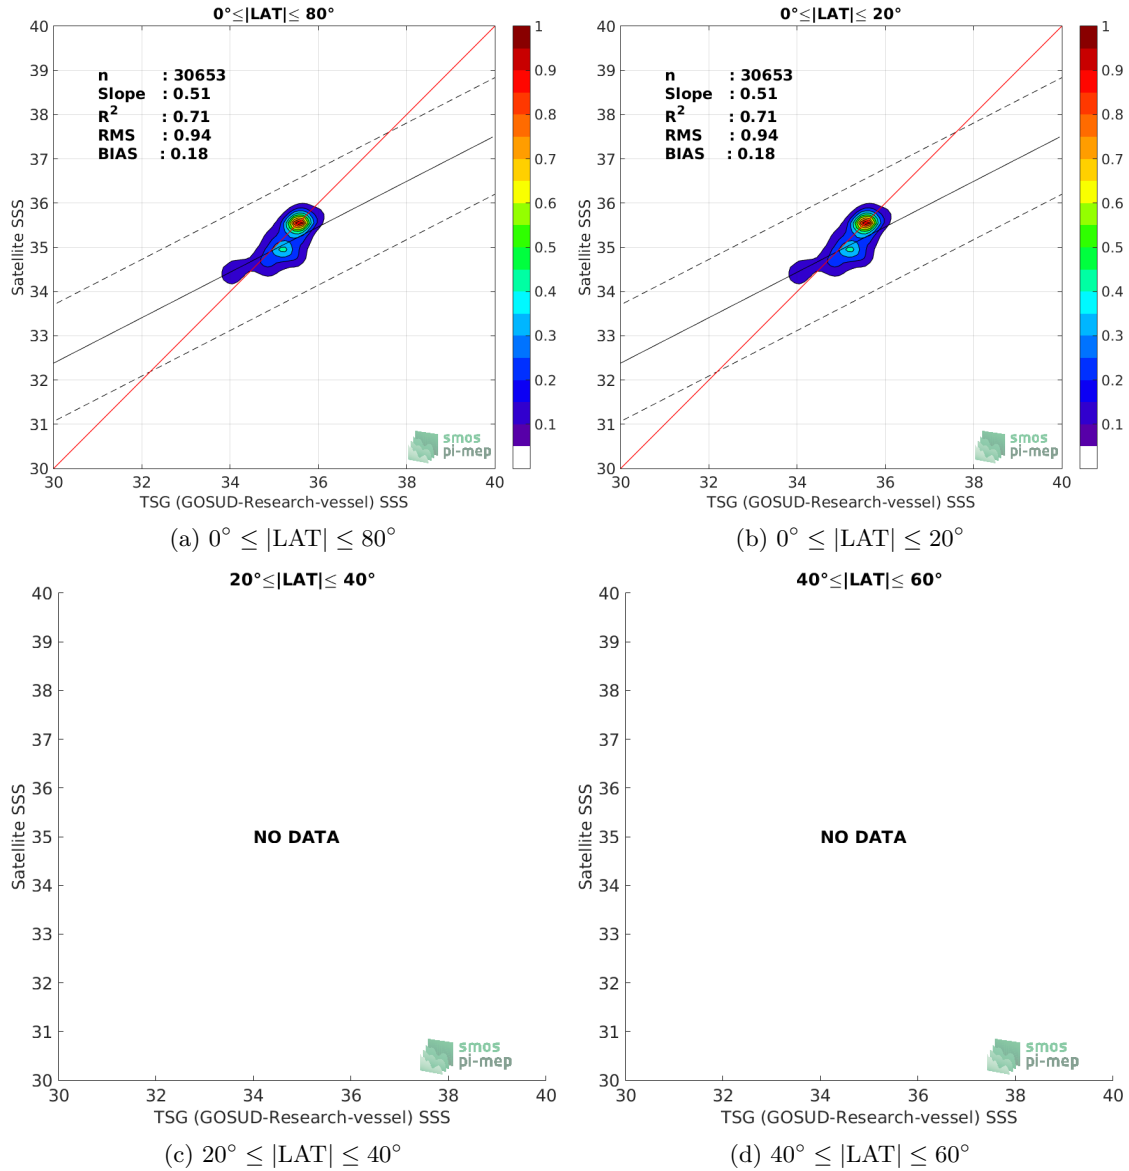 0°≤|LAT|≤ 80°
40
39
38
37
36
35
34
33
32
31
30
Satellite SSS
n : 30653
Slope : 0.51
R² : 0.71
RMS : 0.94
BIAS : 0.18
smos
pi-mep
30 32 34 36 38 40
TSG (GOSUD-Research-vessel) SSS
1
0.9
0.8
0.7
0.6
0.5
0.4
0.3
0.2
0.1
(a) 0° ≤ |LAT| ≤ 80°
0°≤|LAT|≤ 20°
40
39
38
37
36
35
34
33
32
31
30
Satellite SSS
n : 30653
Slope : 0.51
R² : 0.71
RMS : 0.94
BIAS : 0.18
smos
pi-mep
30 32 34 36 38 40
TSG (GOSUD-Research-vessel) SSS
1
0.9
0.8
0.7
0.6
0.5
0.4
0.3
0.2
0.1
(b) 0° ≤ |LAT| ≤ 20°
20°≤|LAT|≤ 40°
40
39
38
37
36
35
34
33
32
31
30
Satellite SSS
NO DATA
smos
pi-mep
30 32 34 36 38 40
TSG (GOSUD-Research-vessel) SSS
(c) 20° ≤ |LAT| ≤ 40°
40°≤|LAT|≤ 60°
40
39
38
37
36
35
34
33
32
31
30
Satellite SSS
NO DATA
smos
pi-mep
30 32 34 36 38 40
TSG (GOSUD-Research-vessel) SSS
(d) 40° ≤ |LAT| ≤ 60°